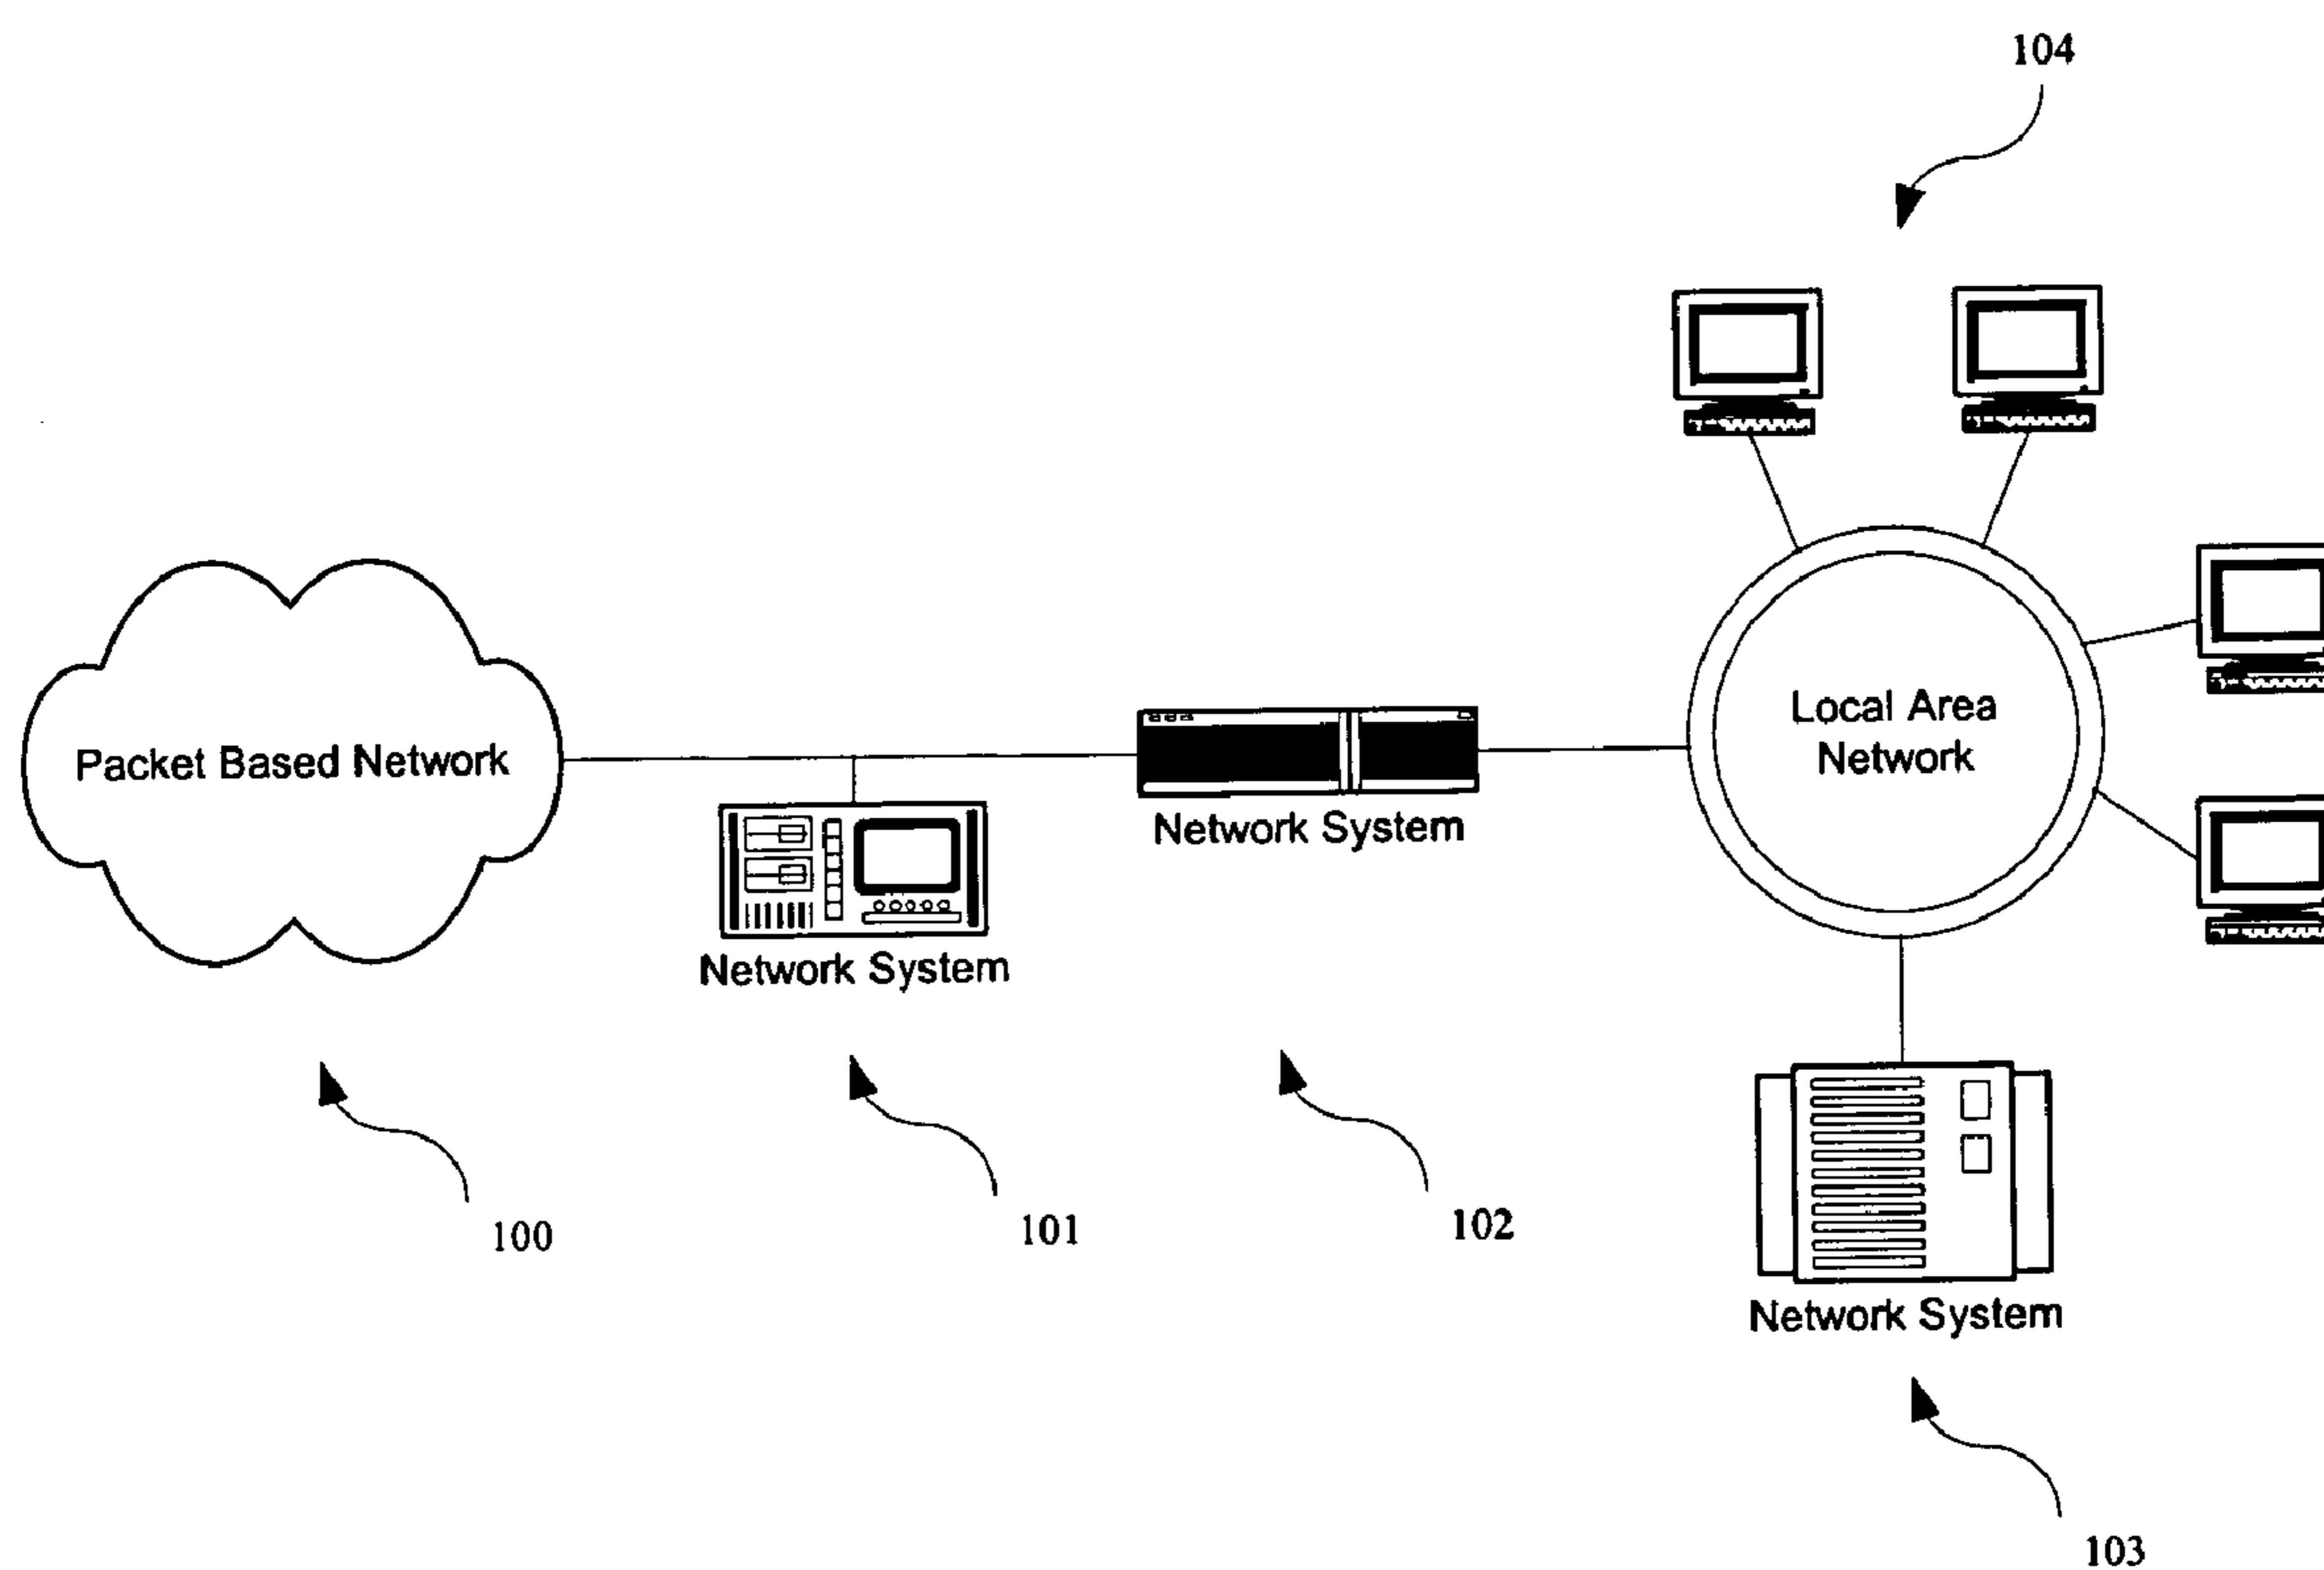 104
Packet Based Network
Local Area
Network
Network System
Network System
100
101
102
Network System
103